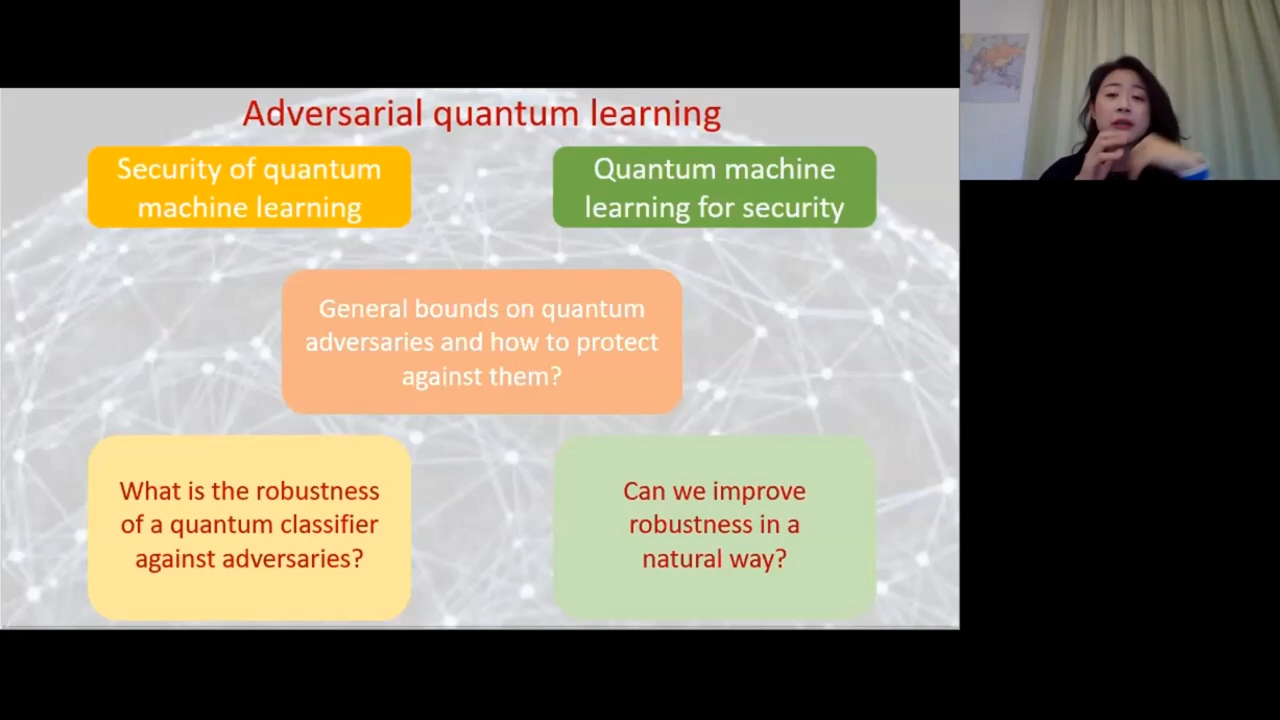 Adversarial quantum learning
Security of quantum
machine learning
Quantum machine
learning for security
General bounds on quantum
adversaries and how to protect
against them?
What is the robustness
of a quantum classifier
against adversaries?
Can we improve
robustness in a
natural way?